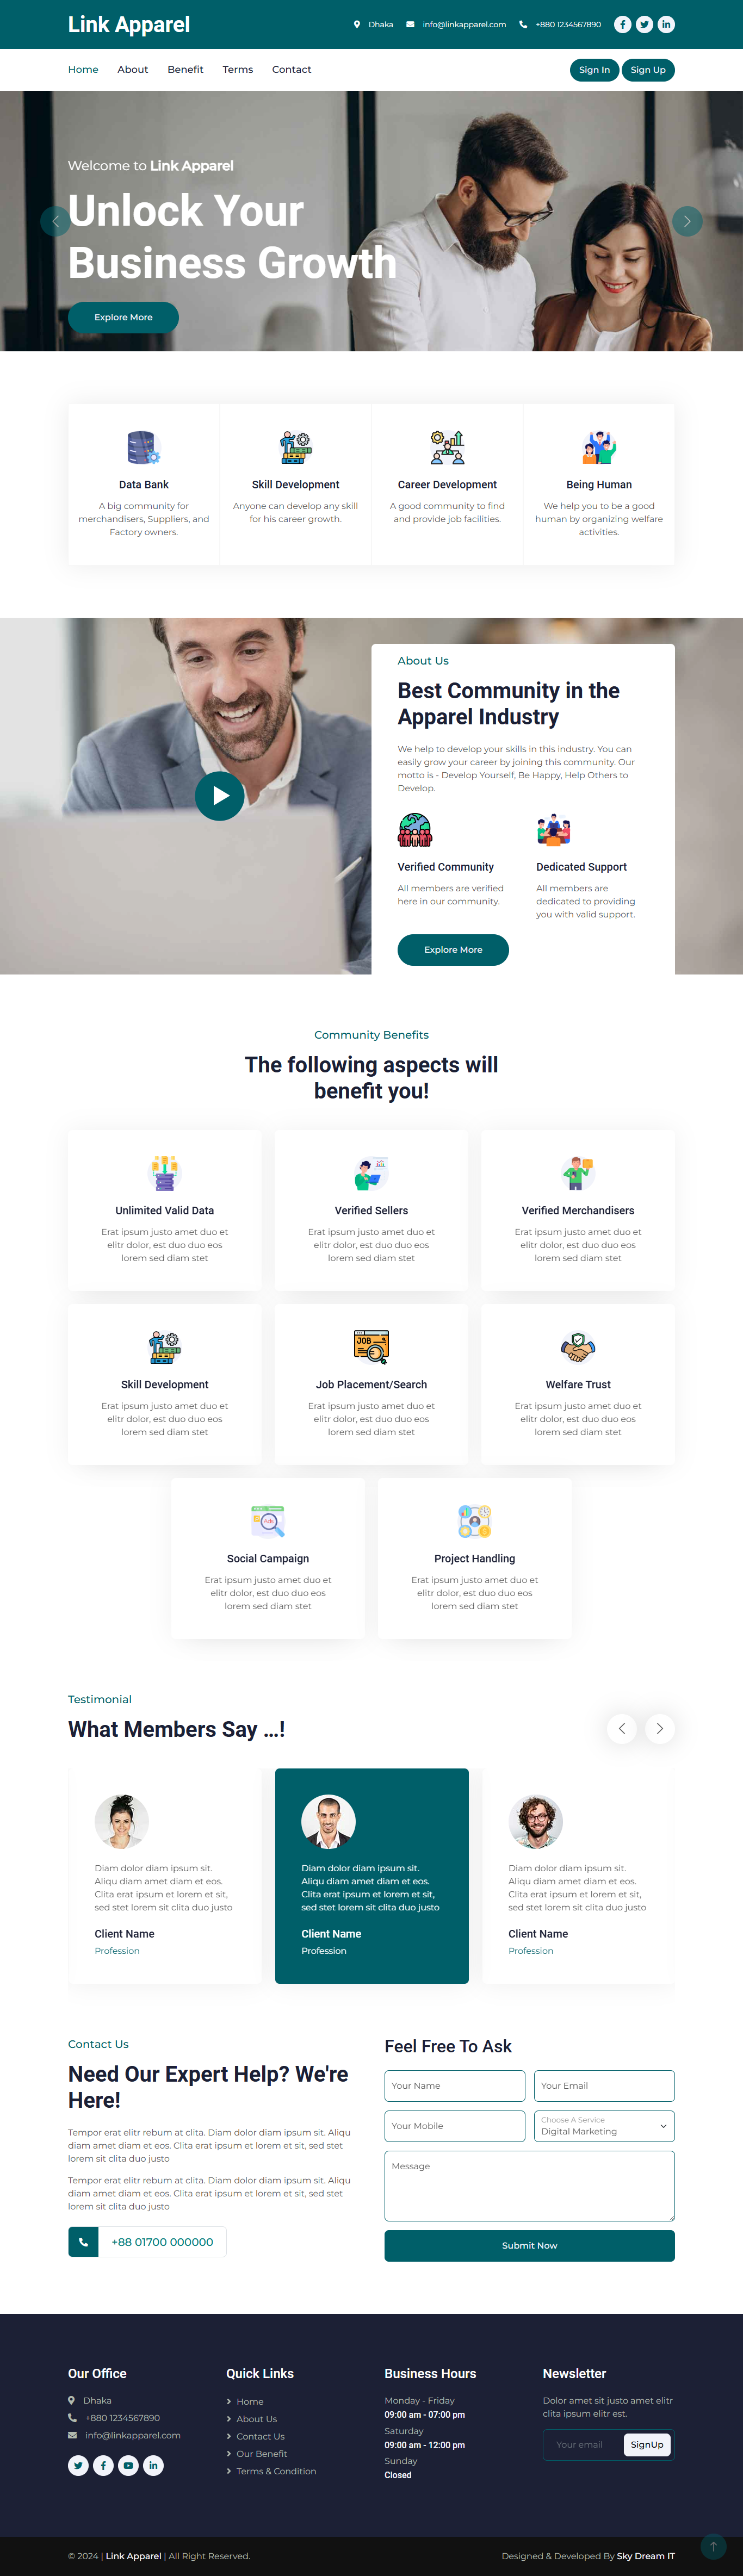 Link Apparel
Dhaka info@linkapparel.com +880 1234567890
Home About Benefit Terms Contact Sign In Sign Up
Welcome to Link Apparel
Unlock Your
Business Growth
Explore More
Data Bank
A big community for
merchandisers, Suppliers, and
Factory owners.
Skill Development
Anyone can develop any skill
for his career growth.
Career Development
A good community to find
and provide job facilities.
Being Human
We help you to be a good
human by organizing welfare
activities.
About Us
Best Community in the
Apparel Industry
We help to develop your skills in this industry. You can
easily grow your career by joining this community. Our
motto is - Develop Yourself, Be Happy, Help Others to
Develop.
Verified Community
All members are verified
here in our community.
Dedicated Support
All members are
dedicated to providing
you with valid support.
Explore More
Community Benefits
The following aspects will
benefit you!
Unlimited Valid Data
Erat ipsum justo amet duo et
elitr dolor, est duo duo eos
lorem sed diam stet
Verified Sellers
Erat ipsum justo amet duo et
elitr dolor, est duo duo eos
lorem sed diam stet
Verified Merchandisers
Erat ipsum justo amet duo et
elitr dolor, est duo duo eos
lorem sed diam stet
Skill Development
Erat ipsum justo amet duo et
elitr dolor, est duo duo eos
lorem sed diam stet
JOB
Job Placement/Search
Erat ipsum justo amet duo et
elitr dolor, est duo duo eos
lorem sed diam stet
Welfare Trust
Erat ipsum justo amet duo et
elitr dolor, est duo duo eos
lorem sed diam stet
Ads
Social Campaign
Erat ipsum justo amet duo et
elitr dolor, est duo duo eos
lorem sed diam stet
Project Handling
Erat ipsum justo amet duo et
elitr dolor, est duo duo eos
lorem sed diam stet
Testimonial
What Members Say ...!
Diam dolor diam ipsum sit.
Aliqu diam amet diam et eos.
Clita erat ipsum et lorem et sit,
sed stet lorem sit clita duo justo
Client Name
Profession
Diam dolor diam ipsum sit.
Aliqu diam amet diam et eos.
Clita erat ipsum et lorem et sit,
sed stet lorem sit clita duo justo
Client Name
Profession
Diam dolor diam ipsum sit.
Aliqu diam amet diam et eos.
Clita erat ipsum et lorem et sit,
sed stet lorem sit clita duo justo
Client Name
Profession
Contact Us
Need Our Expert Help? We're
Here!
Tempor erat elitr rebum at clita. Diam dolor diam ipsum sit. Aliqu
diam amet diam et eos. Clita erat ipsum et lorem et sit, sed stet
lorem sit clita duo justo
Tempor erat elitr rebum at clita. Diam dolor diam ipsum sit. Aliqu
diam amet diam et eos. Clita erat ipsum et lorem et sit, sed stet
lorem sit clita duo justo
+88 01700 000000
Feel Free To Ask
Your Name
Your Email
Your Mobile
Choose A Service
Digital Marketing
Message
Submit Now
Our Office
Dhaka
+880 1234567890
info@linkapparel.com
Quick Links
Home
About Us
Contact Us
Our Benefit
Terms & Condition
Business Hours
Monday - Friday
09:00 am - 07:00 pm
Saturday
09:00 am - 12:00 pm
Sunday
Closed
Newsletter
Dolor amet sit justo amet elitr
clita ipsum elitr est.
Your email SignUp
© 2024 | Link Apparel | All Right Reserved.
Designed & Developed By Sky Dream IT